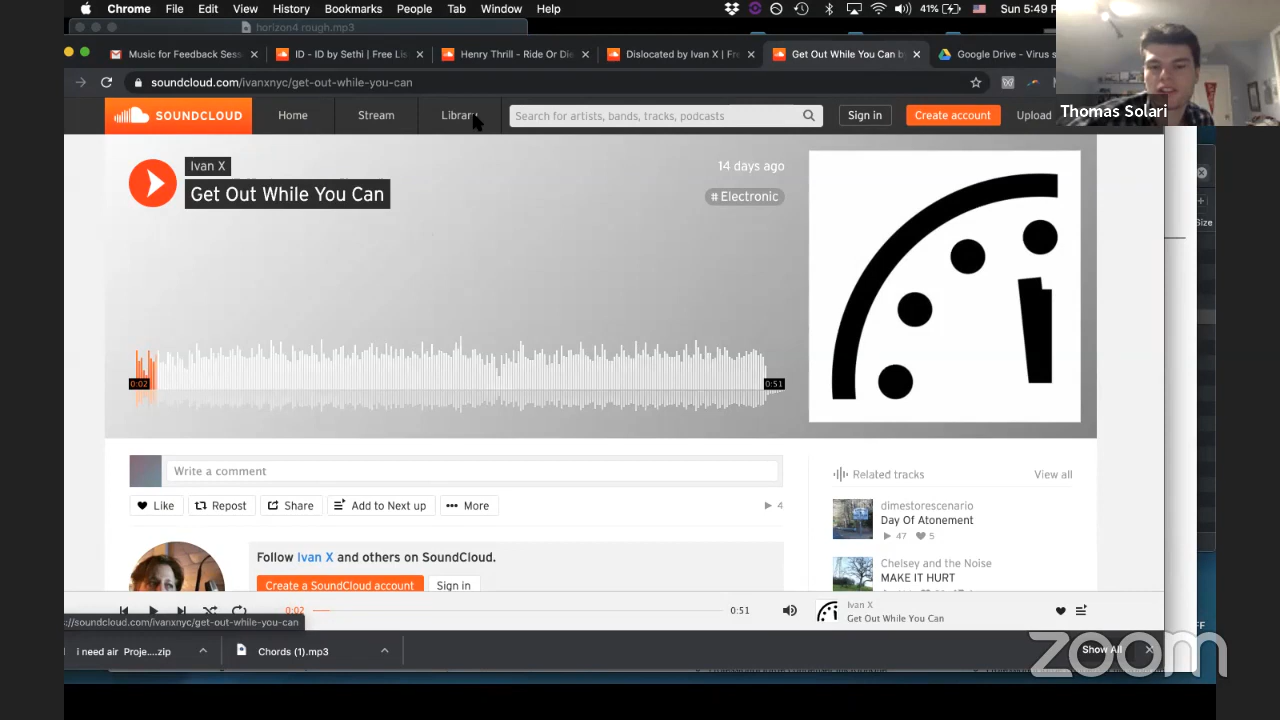 Chrome File Edit View History Bookmarks People Tab Window Help 41% Sun 5:49 P
horizon4 rough.mp3
Music for Feedback Sess ID - ID by Seth | Free Lis Henry Thrill - Ride Or Die Dislocated by Ivan X | Fre Get Out While You Can b Google Drive - Virus s
soundcloud.com/ivanxnyc/get-out-while-you-can
SOUNDCLOUD Home Stream Library Search for artists, bands, tracks, podcasts Sign in Create account Upload
Thomas Solari
Ivan X
14 days ago
Get Out While You Can
# Electronic
Size
0:02 0:51
Write a comment
Like Repost Share Add to Next up More 4
Related tracks View all
dimestorescenario
Day Of Atonement
47 5
Chelsey and the Noise
MAKE IT HURT
Follow Ivan X and others on SoundCloud.
Create a SoundCloud account Sign in
0:02 0:51
Ivan X
Get Out While You Can
s://soundcloud.com/ivanxnyc/get-out-while-you-can
i need air Proje....zip Chords (1).mp3 Show All
zoom